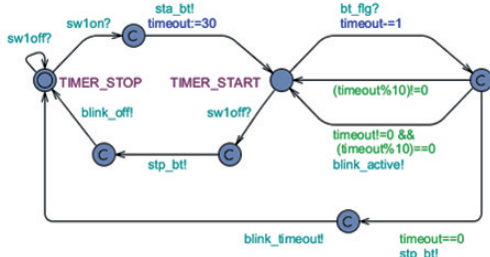 sta_bt!
bt_flg?
sw1on?
timeout:=30
timeout-=1
sw1off?
C
C
TIMER_STOP
TIMER_START
(timeout%10)!=0
blink_off!
sw1off?
timeout!=0 &&
(timeout%10)==0
C
C
blink_active!
stp_bt!
C
blink_timeout!
timeout==0
stp_bt!